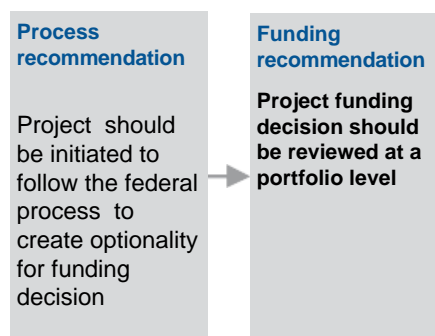 Process
recommendation
Project should
be initiated to
follow the federal
process to
create optionality
for funding
decision
Funding
recommendation
Project funding
decision should
be reviewed at a
portfolio level